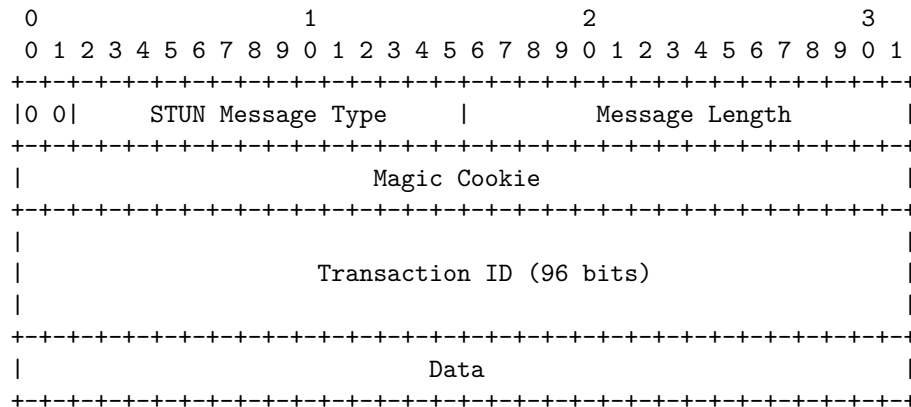 0                   1                   2                   3
 0 1 2 3 4 5 6 7 8 9 0 1 2 3 4 5 6 7 8 9 0 1 2 3 4 5 6 7 8 9 0 1
+-+-+-+-+-+-+-+-+-+-+-+-+-+-+-+-+-+-+-+-+-+-+-+-+-+-+-+-+-+-+-+-+
|0 0|     STUN Message Type     |         Message Length        |
+-+-+-+-+-+-+-+-+-+-+-+-+-+-+-+-+-+-+-+-+-+-+-+-+-+-+-+-+-+-+-+-+
|                         Magic Cookie                          |
+-+-+-+-+-+-+-+-+-+-+-+-+-+-+-+-+-+-+-+-+-+-+-+-+-+-+-+-+-+-+-+-+
|                                                               |
|                     Transaction ID (96 bits)                  |
|                                                               |
+-+-+-+-+-+-+-+-+-+-+-+-+-+-+-+-+-+-+-+-+-+-+-+-+-+-+-+-+-+-+-+-+
|                             Data                              |
+-+-+-+-+-+-+-+-+-+-+-+-+-+-+-+-+-+-+-+-+-+-+-+-+-+-+-+-+-+-+-+-+